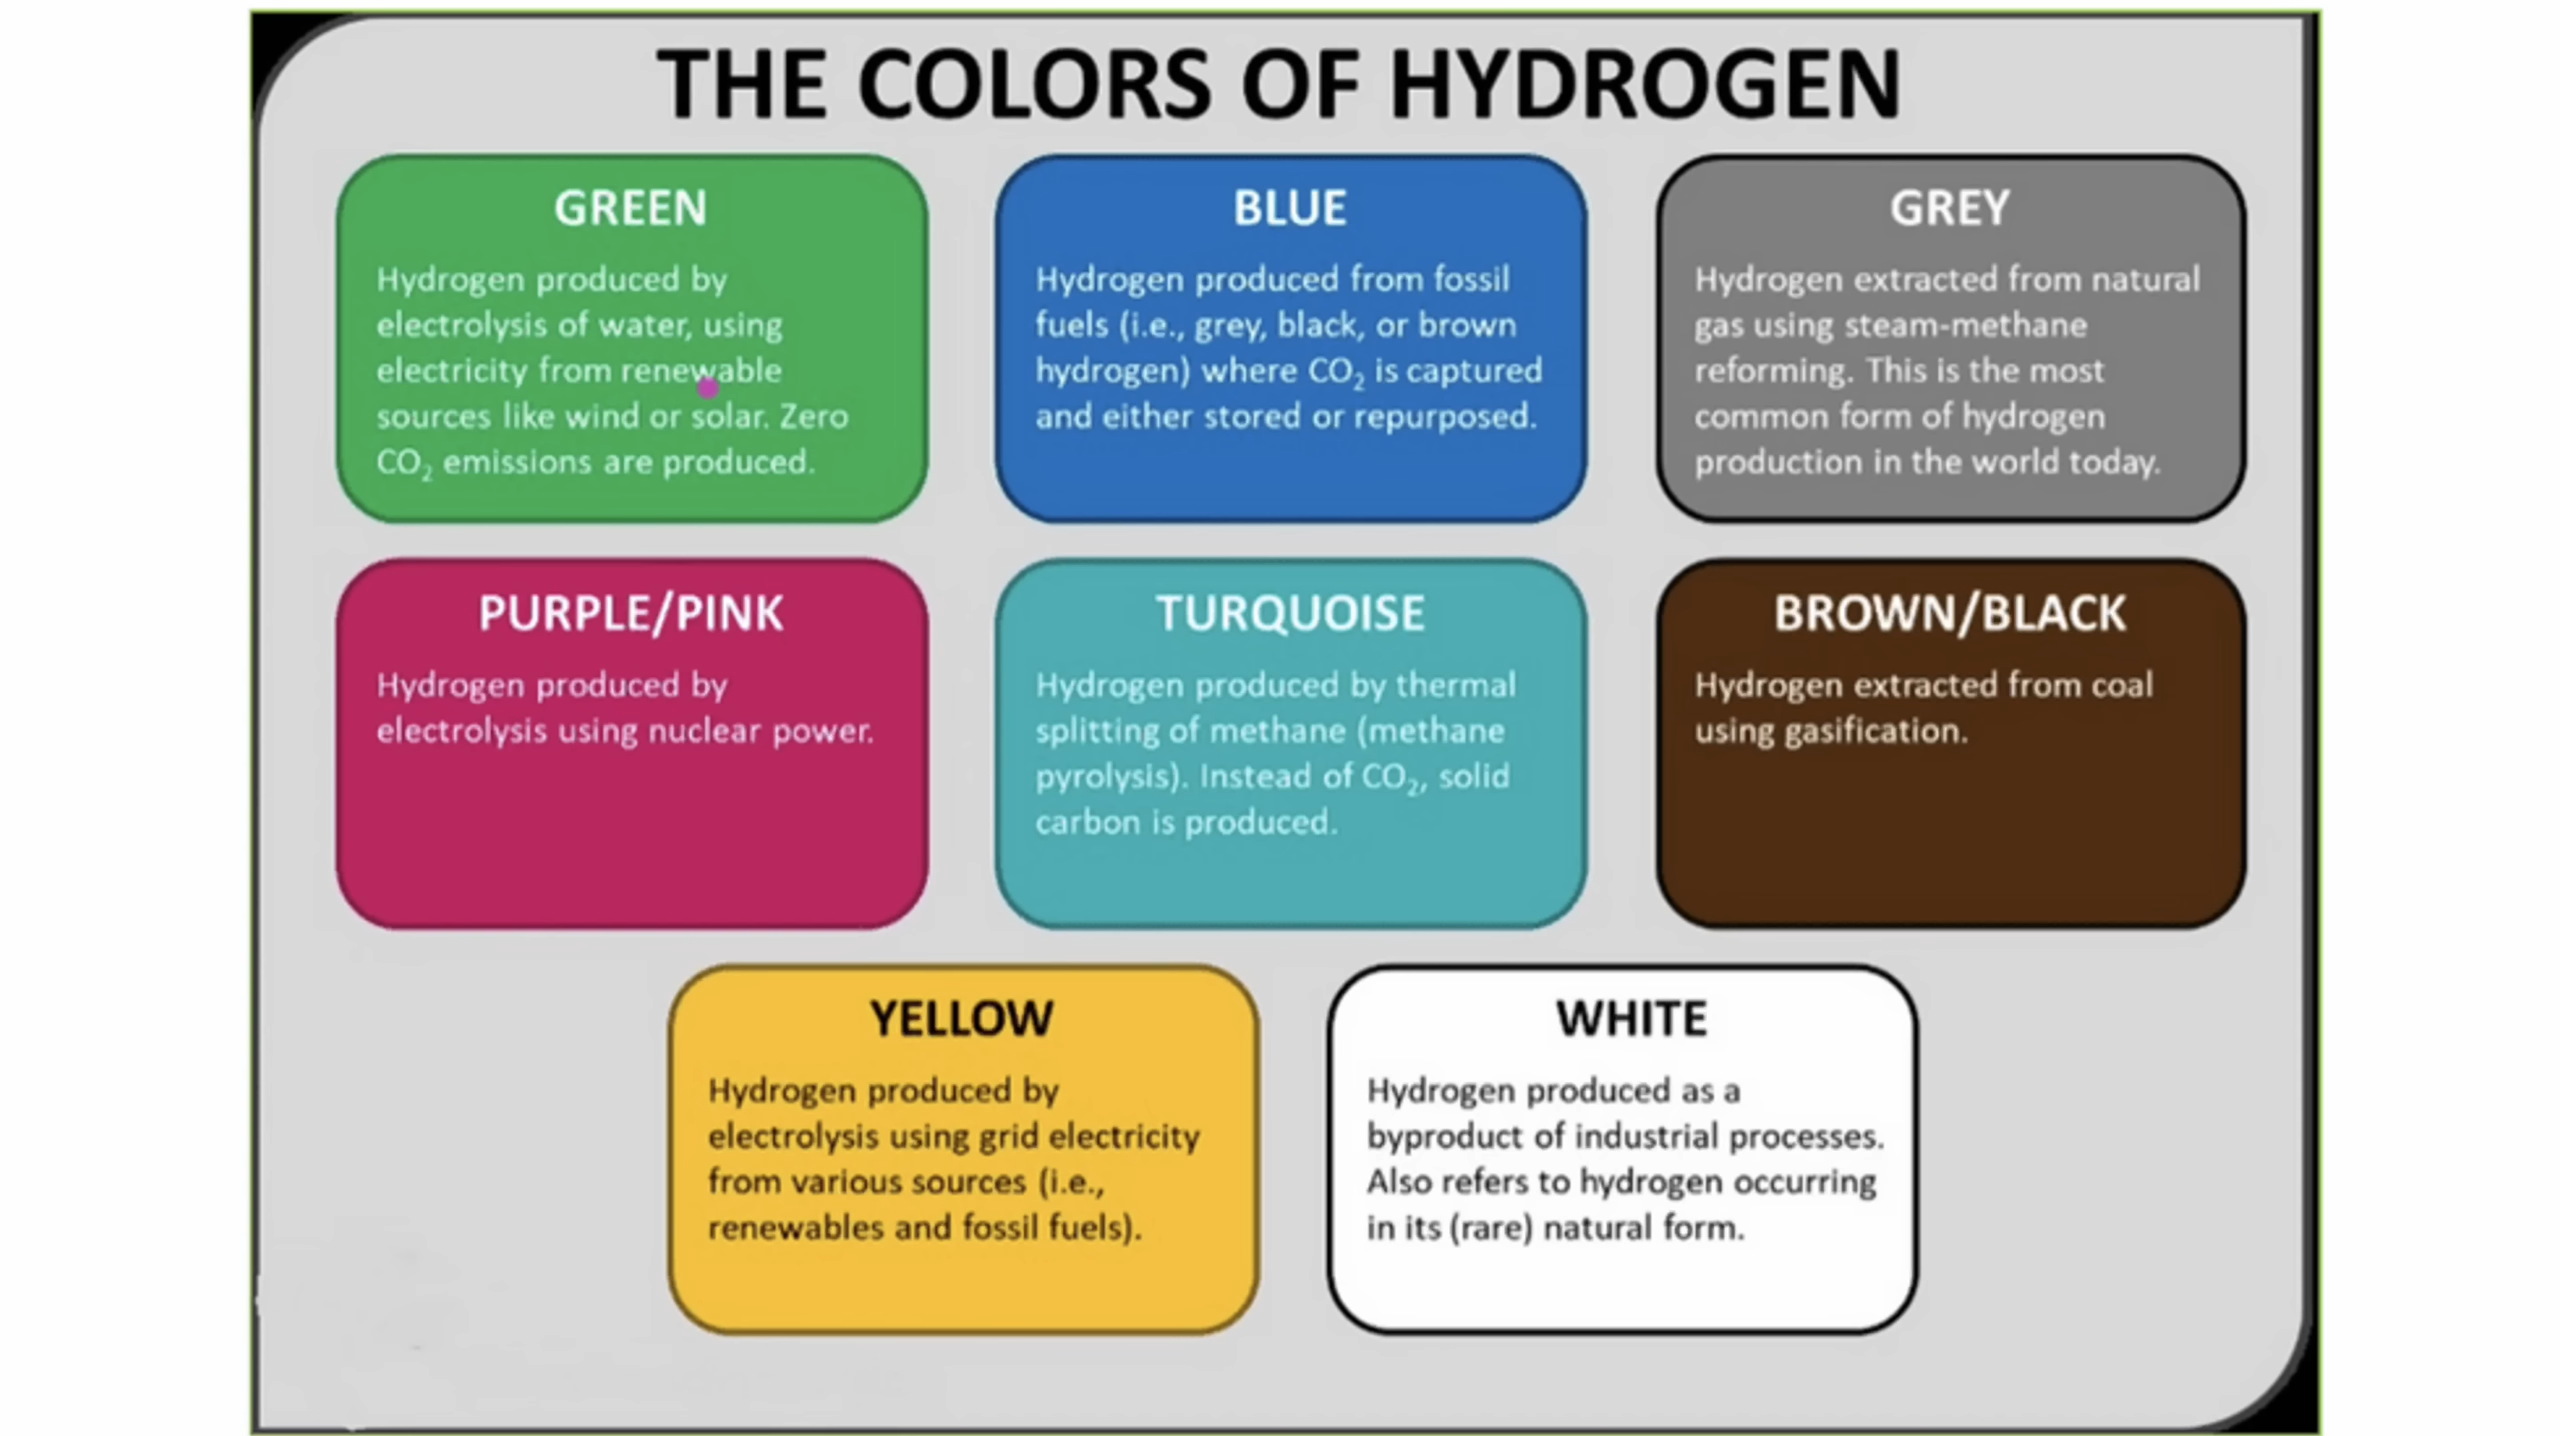 THE COLORS OF HYDROGEN
GREEN
Hydrogen produced by
electrolysis of water, using
electricity from renewable
sources like wind or solar. Zero
CO₂ emissions are produced.
BLUE
Hydrogen produced from fossil
fuels (i.e., grey, black, or brown
hydrogen) where CO₂ is captured
and either stored or repurposed.
GREY
Hydrogen extracted from natural
gas using steam-methane
reforming. This is the most
common form of hydrogen
production in the world today.
PURPLE/PINK
Hydrogen produced by
electrolysis using nuclear power.
TURQUOISE
Hydrogen produced by thermal
splitting of methane (methane
pyrolysis). Instead of CO₂, solid
carbon is produced.
BROWN/BLACK
Hydrogen extracted from coal
using gasification.
YELLOW
Hydrogen produced by
electrolysis using grid electricity
from various sources (i.e.,
renewables and fossil fuels).
WHITE
Hydrogen produced as a
byproduct of industrial processes.
Also refers to hydrogen occurring
in its (rare) natural form.